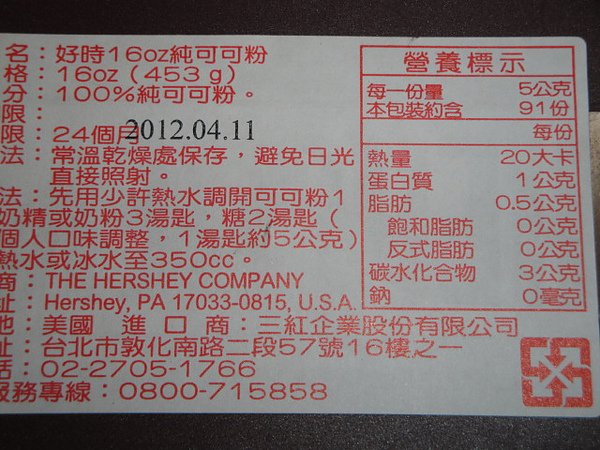 名：好時16oz純可可粉
格：16oz（453g）
分：100%純可可粉。
限：
限：24個月2012.04.11
法：常溫乾燥處保存，避免日光
直接照射。
法：先用少許熱水調開可可粉1
奶精或奶粉3湯匙，糖2湯匙（
個人口味調整，1湯匙約5公克）
熱水或冰水至350cc。
商：THE HERSHEY COMPANY
址：Hershey, PA 17033-0815, U.S.A.
地：美國 進口商：三紅企業股份有限公司
址：台北市敦化南路二段57號16樓之一
話：02-2705-1766
服務專線：0800-715858
營養標示
每一份量 5公克
本包裝約含 91份
每份
熱量 20大卡
蛋白質 1公克
脂肪 0.5公克
飽和脂肪 0公克
反式脂肪 0公克
碳水化合物 3公克
鈉 0毫克